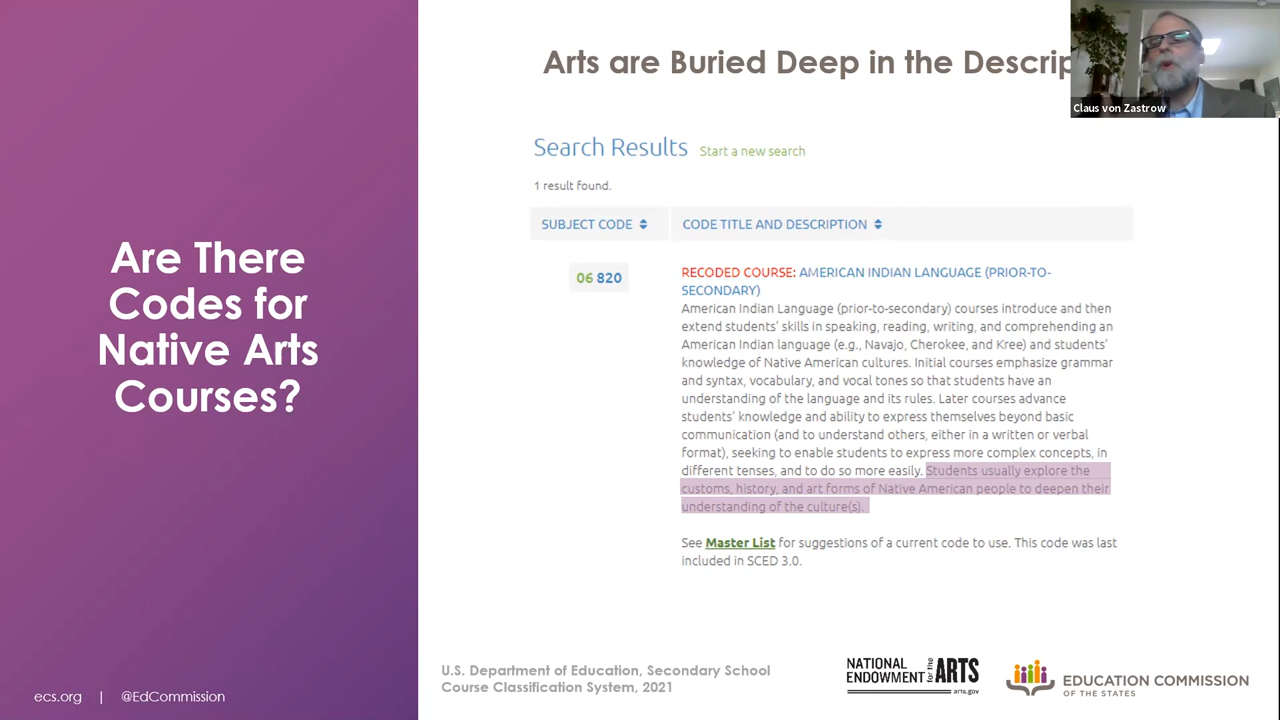 Arts are Buried Deep in the
Claus von Zastrow
Are There
Codes for
Native Arts
Courses?
Search Results Start a new search
1 result found.
SUBJECT CODE CODE TITLE AND DESCRIPTION
06 820
RECODED COURSE: AMERICAN INDIAN LANGUAGE (PRIOR-TO-
SECONDARY)
American Indian Language (prior-to-secondary) courses introduce and then
extend students' skills in speaking, reading, writing, and comprehending an
American Indian language (e.g., Navajo, Cherokee, and Kree) and students'
knowledge of Native American cultures. Initial courses emphasize grammar
and syntax, vocabulary, and vocal tones so that students have an
understanding of the language and its rules. Later courses advance
students' knowledge and ability to express themselves beyond basic
communication (and to understand others, either in a written or verbal
format), seeking to enable students to express more complex concepts, in
different tenses, and to do so more easily. Students usually explore the
customs, history, and art forms of Native American people to deepen their
understanding of the culture(s).
See Master List for suggestions of a current code to use. This code was last
included in SCED 3.0.
U.S. Department of Education, Secondary School
Course Classification System, 2021
NATIONAL
ENDOWMENT for the ARTS
arts.gov
EDUCATION COMMISSION
OF THE STATES
ecs.org | @EdCommission